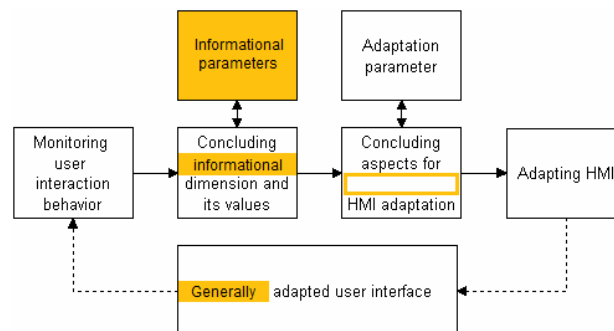 Informational
parameters
Adaptation
parameter
Monitoring
user
interaction
behavior
Concluding
informational
dimension and
its values
Concluding
aspects for
HMI adaptation
Adapting HMI
Generally adapted user interface